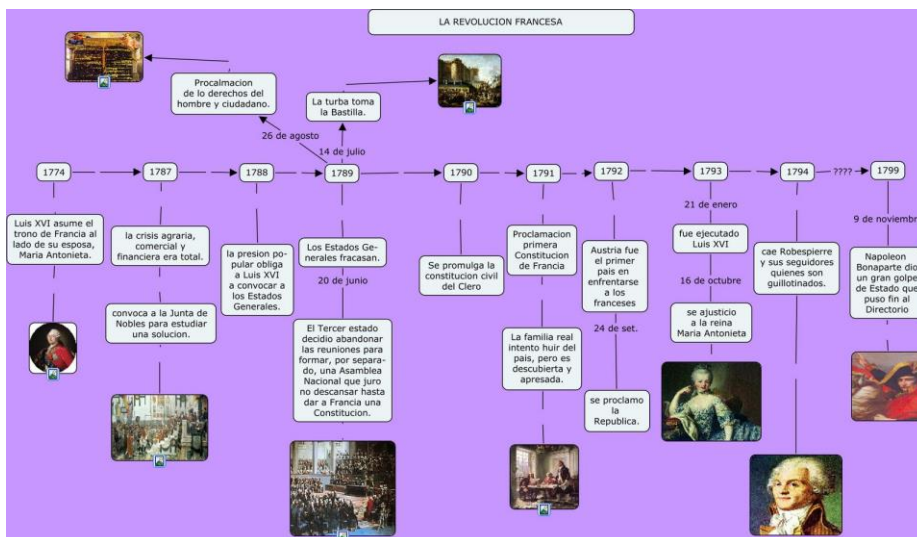 LA REVOLUCION FRANCESA
Procalmacion
de lo derechos del
hombre y ciudadano.
La turba toma
la Bastilla.
26 de agosto
14 de julio
1774
1787
1788
1789
1790
1791
1792
1793
1794
????
1799
Luis XVI asume el
trono de Francia al
lado de su esposa,
Maria Antonieta.
la crisis agraria,
comercial y
financiera era total.
convoca a la Junta de
Nobles para estudiar
una solucion.
la presion po-
pular obliga
a Luis XVI
a convocar a
los Estados
Generales.
Los Estados Ge-
nerales fracasan.
20 de junio
El Tercer estado
decidio abandonar
las reuniones para
formar, por separa-
do, una Asamblea
Nacional que juro
no descansar hasta
dar a Francia una
Constitucion.
Se promulga la
constitution civil
del Clero
Proclamacion
primera
Constitucion
de Francia
La familia real
intento huir del
pais, pero es
descubierta y
apresada.
Austria fue
el primer
pais en
enfrentarse
a los
franceses
24 de set.
se proclamo
la
Republica.
21 de enero
fue ejecutado
Luis XVI
16 de octubre
se ajusticio
a la reina
Maria Antonieta
cae Robespierre
y sus seguidores
quienes son
guillotinados.
9 de noviembre
Napoleon
Bonaparte dio
un gran golpe
de Estado que
puso fin al
Directorio